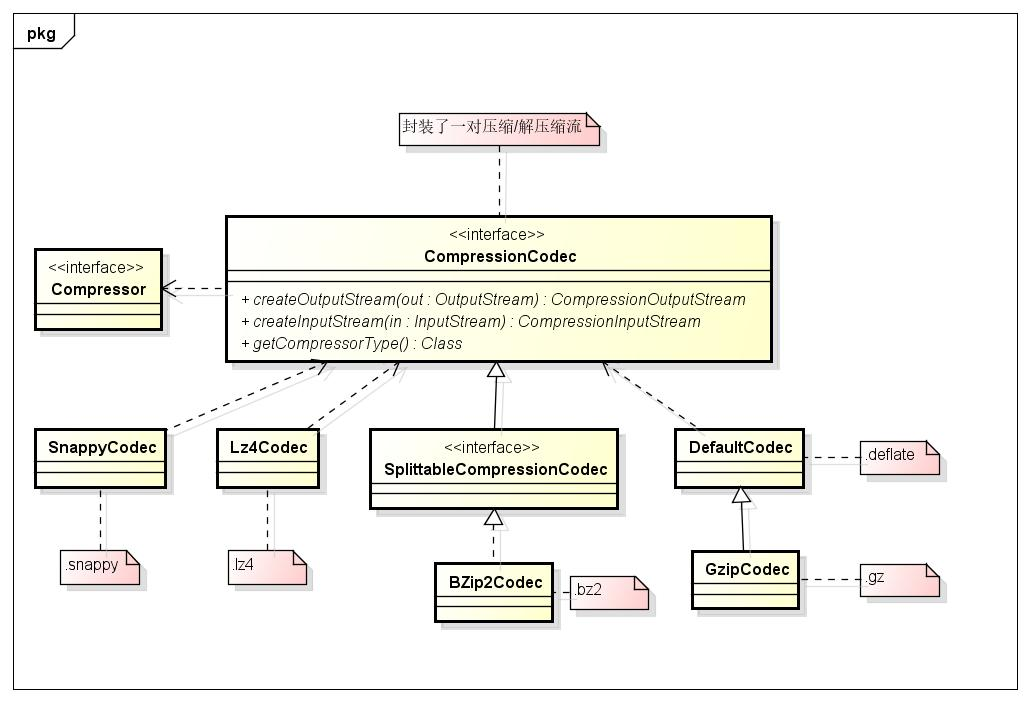 pkg
封装了一对压缩/解压缩流
<<interface>>
CompressionCodec
+ createOutputStream(out : OutputStream) : CompressionOutputStream
+ createInputStream(in : InputStream) : CompressionInputStream
+ getCompressorType() : Class
<<interface>>
Compressor
SnappyCodec
Lz4Codec
<<interface>>
SplittableCompressionCodec
DefaultCodec
.deflate
.snappy
.lz4
BZip2Codec
.bz2
GzipCodec
.gz